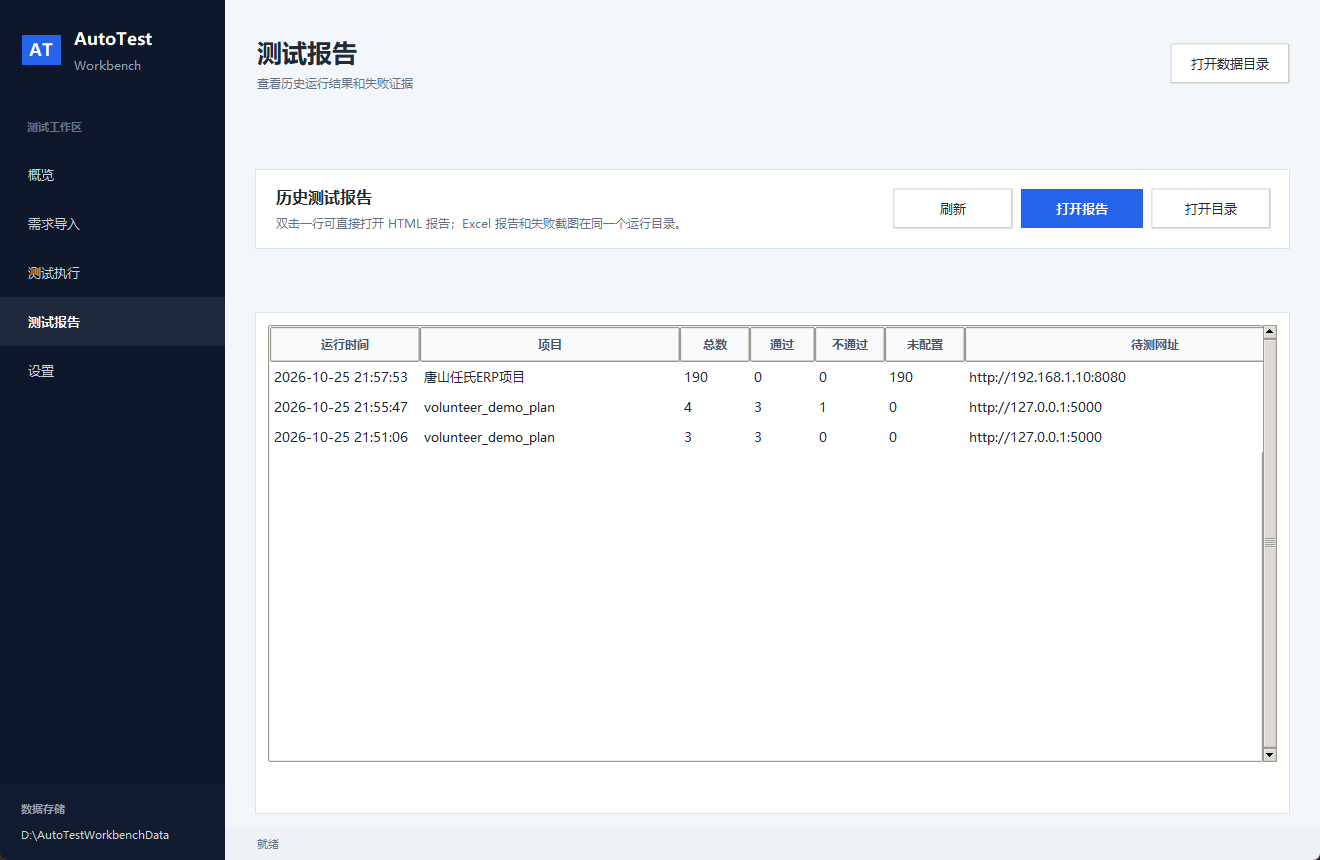 AT
AutoTest
Workbench
测试工作区
概览
需求导入
测试执行
测试报告
设置
数据存储
D:\AutoTestWorkbenchData
测试报告
查看历史运行结果和失败证据
打开数据目录
历史测试报告
双击一行可直接打开 HTML 报告；Excel 报告和失败截图在同一个运行目录。
刷新 打开报告 打开目录
运行时间 项目 总数 通过 不通过 未配置 待测网址
2026-10-25 21:57:53 唐山任氏ERP项目 190 0 0 190 http://192.168.1.10:8080
2026-10-25 21:55:47 volunteer_demo_plan 4 3 1 0 http://127.0.0.1:5000
2026-10-25 21:51:06 volunteer_demo_plan 3 3 0 0 http://127.0.0.1:5000
就绪